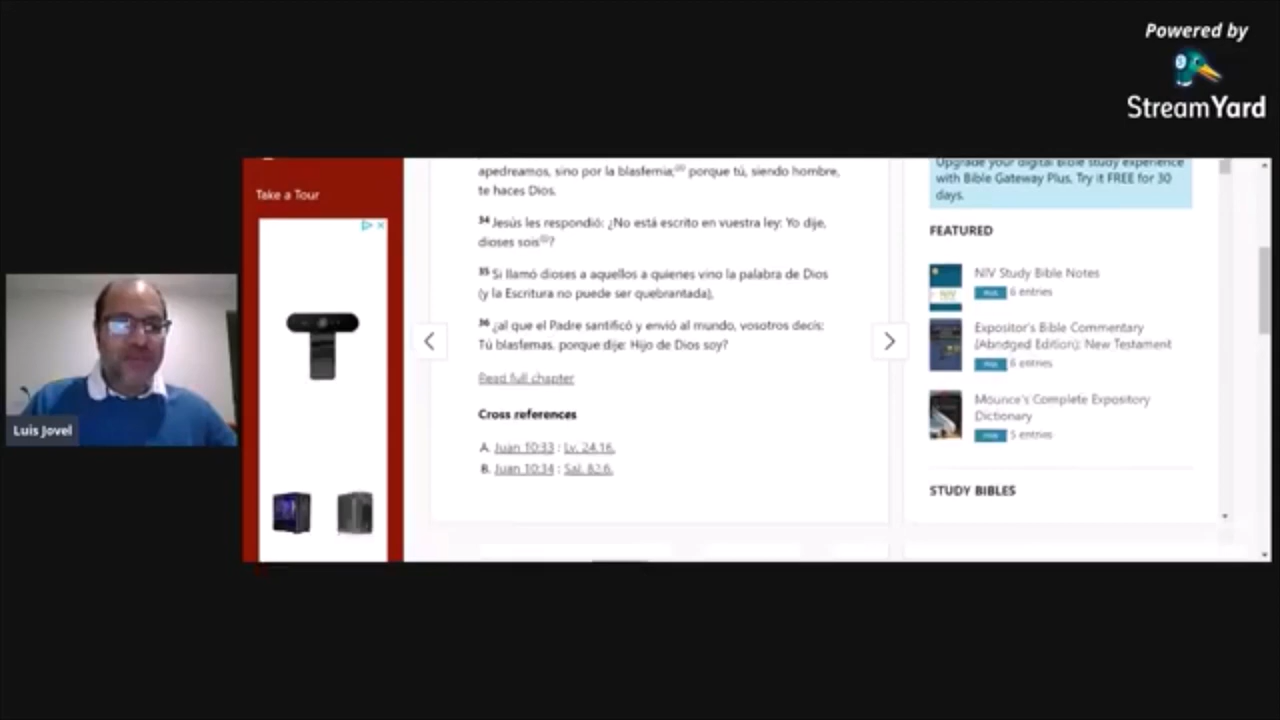 Powered by
StreamYard
Luis Jovel
Take a Tour
apedreamos, sino por la blasfemia;(A) porque tú, siendo hombre,
te haces Dios.
34 Jesús les respondió: ¿No está escrito en vuestra ley: Yo dije,
dioses sois(B)?
35 Si llamó dioses a aquellos a quienes vino la palabra de Dios
(y la Escritura no puede ser quebrantada),
36 ¿al que el Padre santificó y envió al mundo, vosotros decís:
Tú blasfemas, porque dije: Hijo de Dios soy?
Read full chapter
Cross references
A. Juan 10:33 : Lv. 24.16.
B. Juan 10:34 : Sal. 82.6.
Upgrade your digital Bible study experience
with Bible Gateway Plus. Try it FREE for 30
days.
FEATURED
NIV Study Bible Notes
PLUS 6 entries
Expositor's Bible Commentary
(Abridged Edition): New Testament
PLUS 6 entries
Mounce's Complete Expository
Dictionary
PLUS 5 entries
STUDY BIBLES